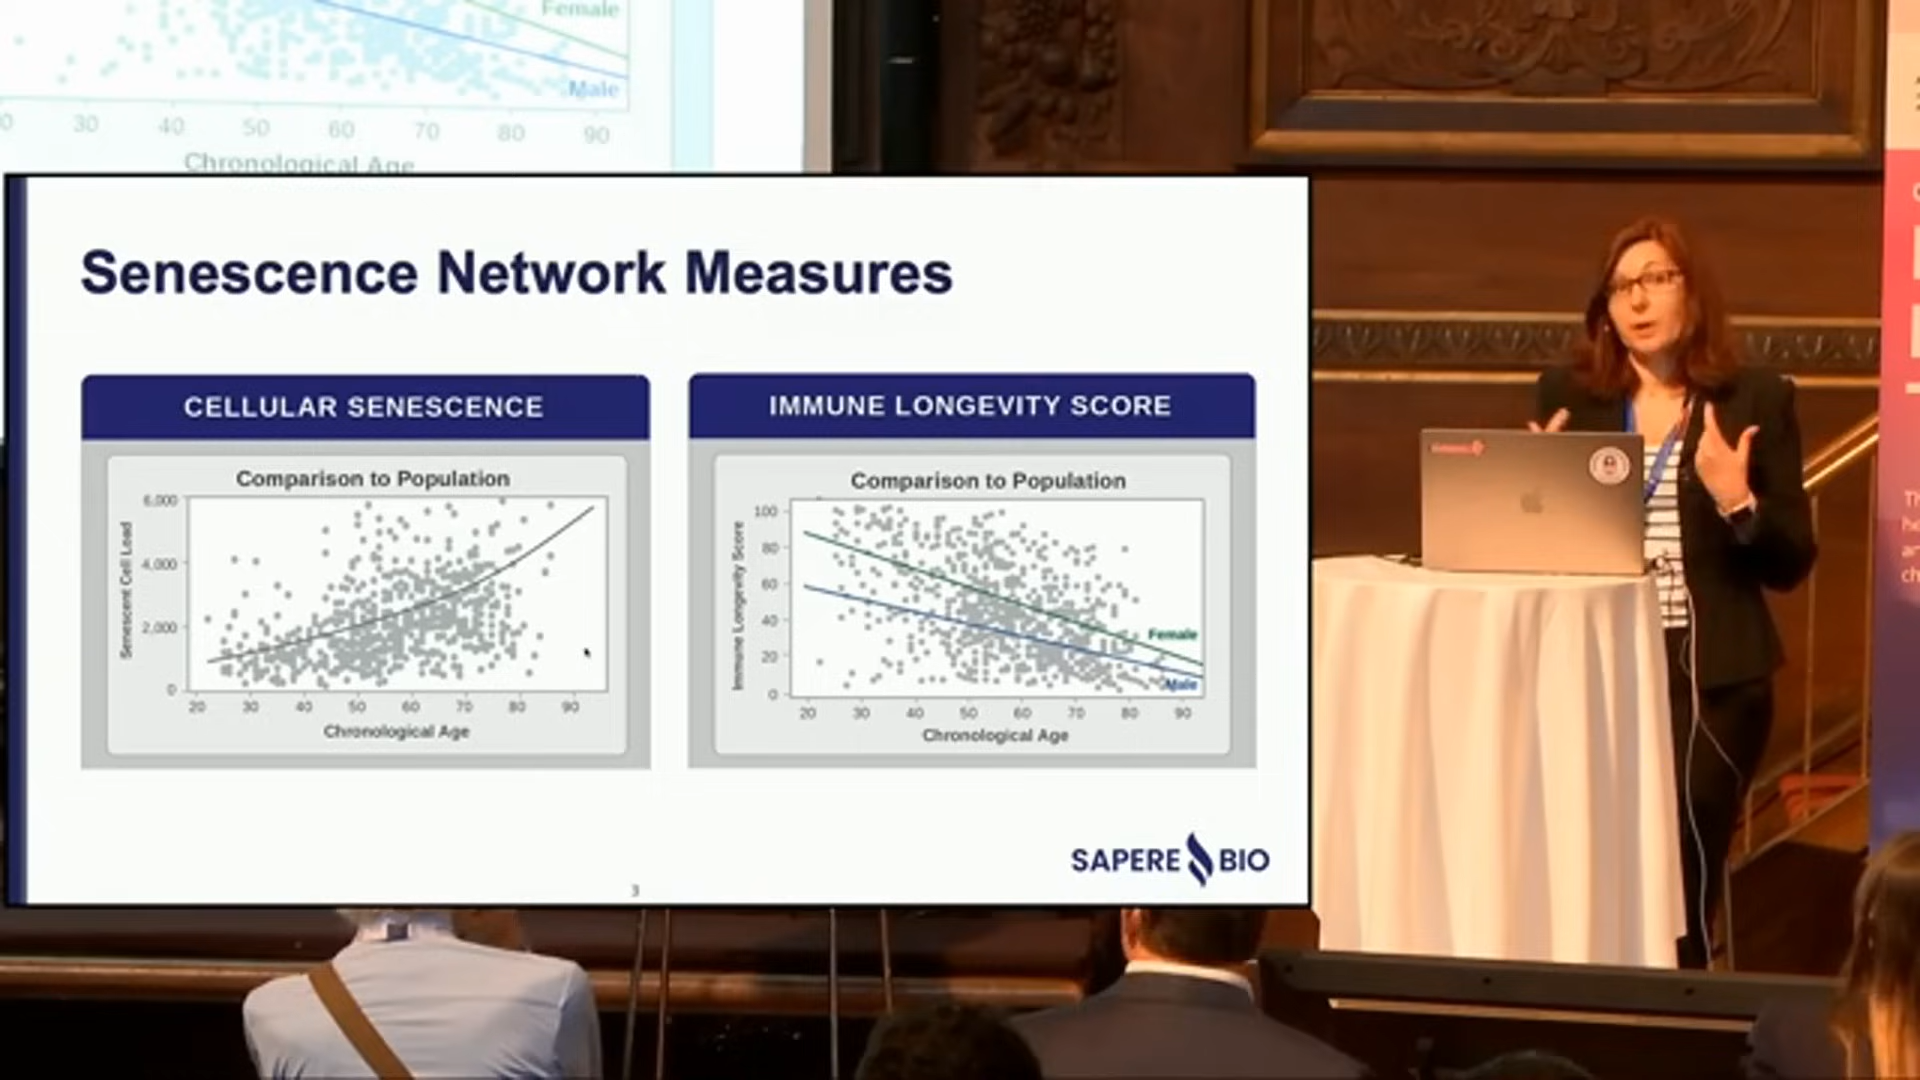 Female
Male
30 40 50 60 70 80 90
Chronological Age
Senescence Network Measures
CELLULAR SENESCENCE
Comparison to Population
Senescent Cell Load
6,000
4,000
2,000
0
20 30 40 50 60 70 80 90
Chronological Age
IMMUNE LONGEVITY SCORE
Comparison to Population
Immune Longevity Score
100
80
60
40
20
0
Female
Male
20 30 40 50 60 70 80 90
Chronological Age
SAPERE BIO
3